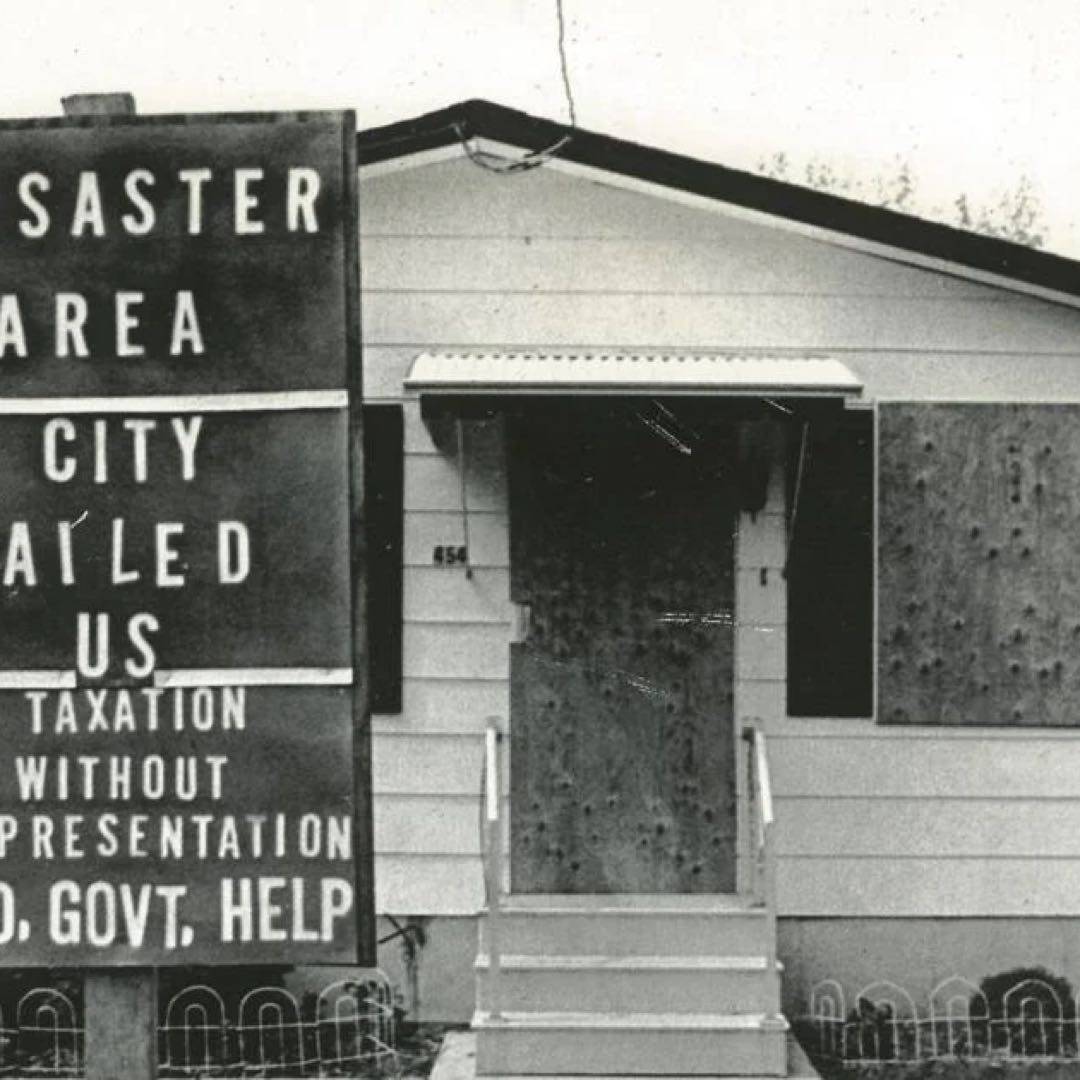 SASTER
AREA
CITY
AILED
US
TAXATION
WITHOUT
PRESENTATION
D. GOVT. HELP
454